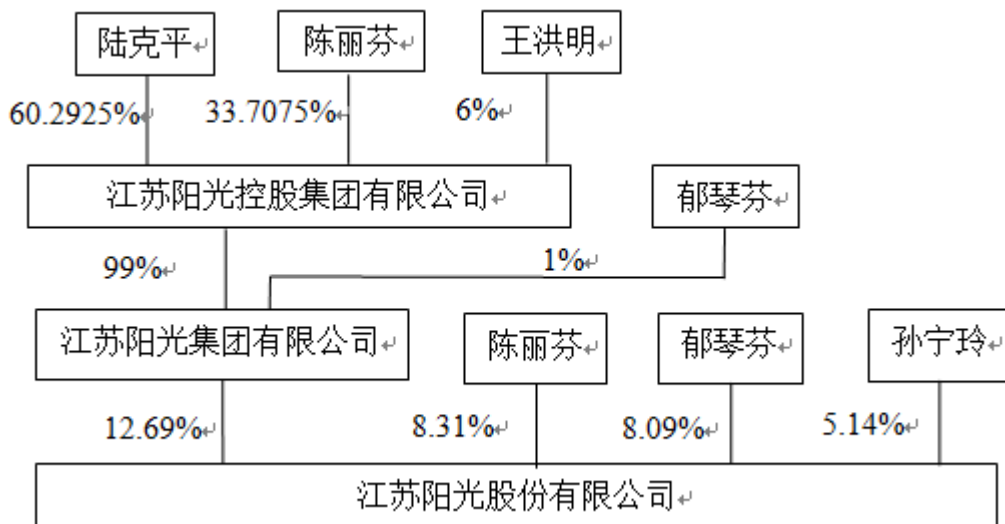 陆克平 陈丽芬 王洪明
60.2925% 33.7075% 6%
江苏阳光控股集团有限公司 郁琴芬
99% 1%
江苏阳光集团有限公司 陈丽芬 郁琴芬 孙宁玲
12.69% 8.31% 8.09% 5.14%
江苏阳光股份有限公司